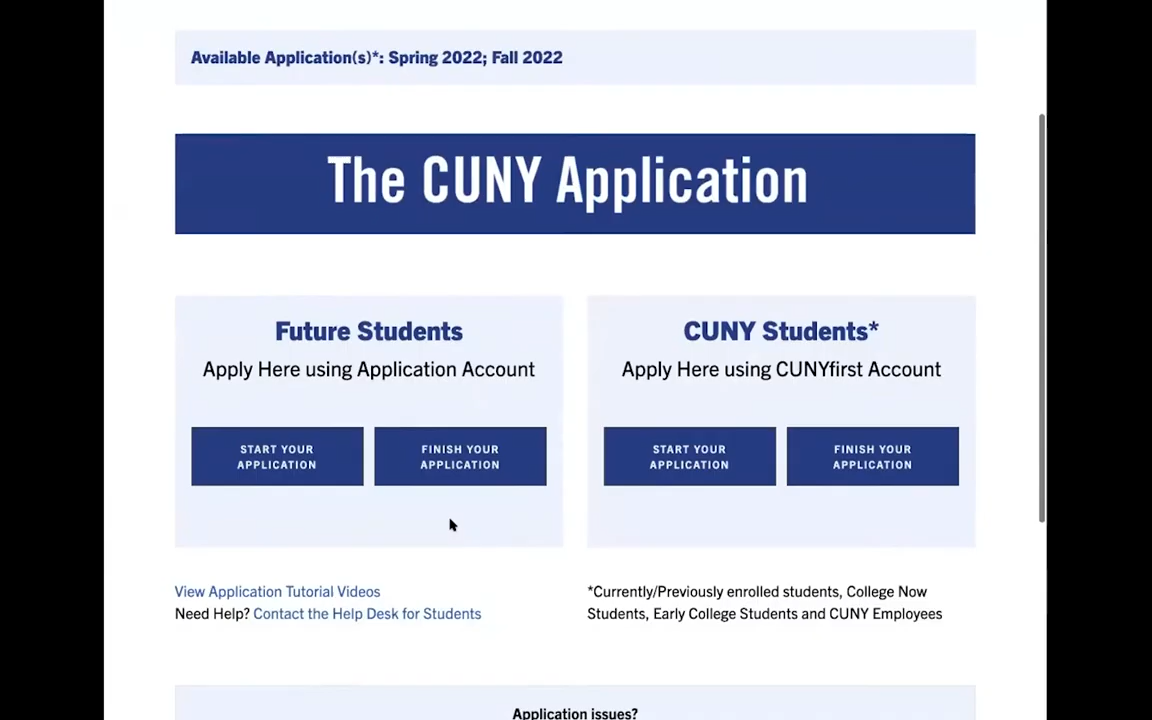 Available Application(s)*: Spring 2022; Fall 2022
The CUNY Application
Future Students
Apply Here using Application Account
START YOUR
APPLICATION
FINISH YOUR
APPLICATION
CUNY Students*
Apply Here using CUNYfirst Account
START YOUR
APPLICATION
FINISH YOUR
APPLICATION
View Application Tutorial Videos
Need Help? Contact the Help Desk for Students
*Currently/Previously enrolled students, College Now
Students, Early College Students and CUNY Employees
Application issues?